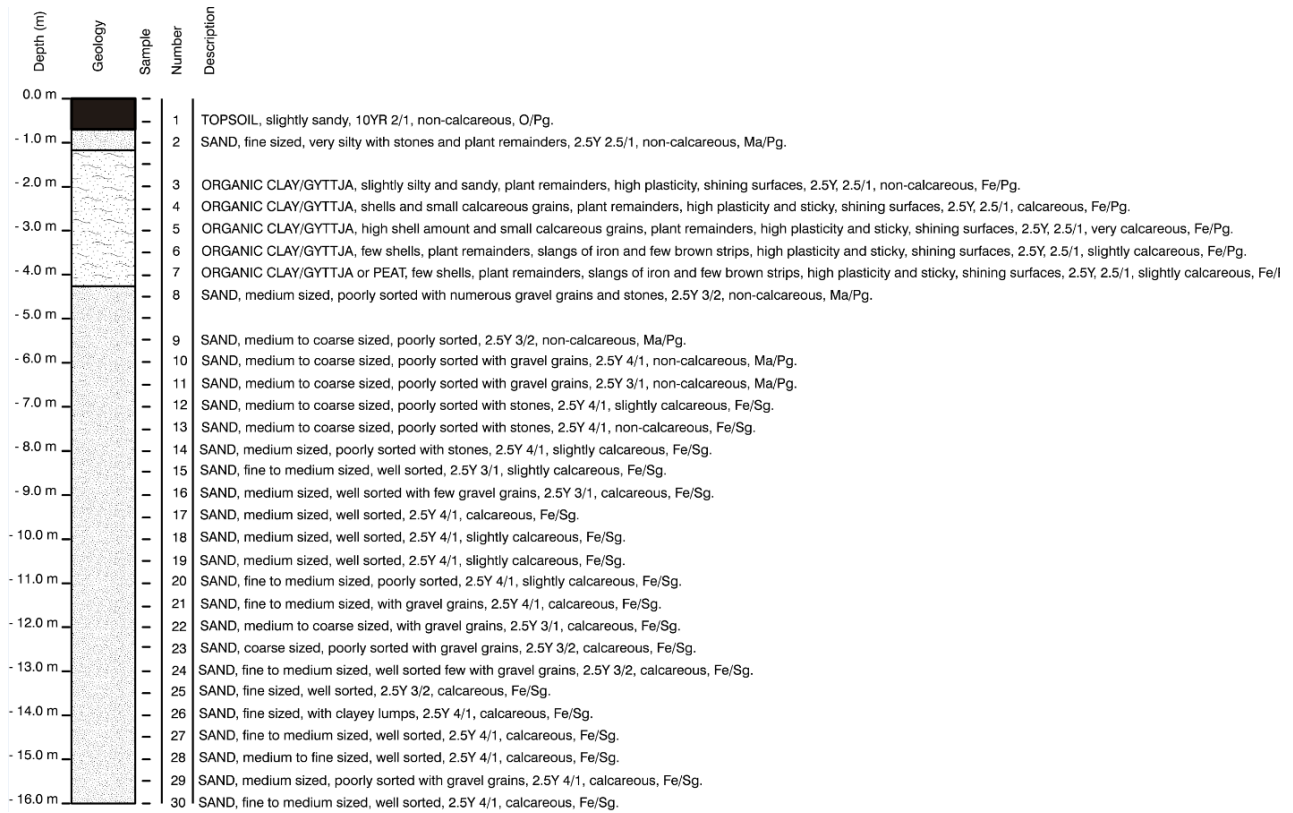 Depth (m) Geology Sample Number Description
0.0 m
1 TOPSOIL, slightly sandy, 10YR 2/1, non-calcareous, O/Pg.
- 1.0 m 2 SAND, fine sized, very silty with stones and plant remainders, 2.5Y 2.5/1, non-calcareous, Ma/Pg.
- 2.0 m 3 ORGANIC CLAY/GYTTJA, slightly silty and sandy, plant remainders, high plasticity, shining surfaces, 2.5Y, 2.5/1, non-calcareous, Fe/Pg.
4 ORGANIC CLAY/GYTTJA, shells and small calcareous grains, plant remainders, high plasticity and sticky, shining surfaces, 2.5Y, 2.5/1, calcareous, Fe/Pg.
- 3.0 m 5 ORGANIC CLAY/GYTTJA, high shell amount and small calcareous grains, plant remainders, high plasticity and sticky, shining surfaces, 2.5Y, 2.5/1, very calcareous, Fe/Pg.
6 ORGANIC CLAY/GYTTJA, few shells, plant remainders, slangs of iron and few brown strips, high plasticity and sticky, shining surfaces, 2.5Y, 2.5/1, slightly calcareous, Fe/Pg.
- 4.0 m 7 ORGANIC CLAY/GYTTJA or PEAT, few shells, plant remainders, slangs of iron and few brown strips, high plasticity and sticky, shining surfaces, 2.5Y, 2.5/1, slightly calcareous,
8 SAND, medium sized, poorly sorted with numerous gravel grains and stones, 2.5Y 3/2, non-calcareous, Ma/Pg.
- 5.0 m
9 SAND, medium to coarse sized, poorly sorted, 2.5Y 3/2, non-calcareous, Ma/Pg.
- 6.0 m 10 SAND, medium to coarse sized, poorly sorted with gravel grains, 2.5Y 4/1, non-calcareous, Ma/Pg.
11 SAND, medium to coarse sized, poorly sorted with gravel grains, 2.5Y 3/1, non-calcareous, Ma/Pg.
- 7.0 m 12 SAND, medium to coarse sized, poorly sorted with stones, 2.5Y 4/1, slightly calcareous, Fe/Sg.
13 SAND, medium to coarse sized, poorly sorted with stones, 2.5Y 4/1, non-calcareous, Fe/Sg.
- 8.0 m 14 SAND, medium sized, poorly sorted with stones, 2.5Y 4/1, slightly calcareous, Fe/Sg.
15 SAND, fine to medium sized, well sorted, 2.5Y 3/1, slightly calcareous, Fe/Sg.
- 9.0 m 16 SAND, medium sized, well sorted with few gravel grains, 2.5Y 3/1, calcareous, Fe/Sg.
17 SAND, medium sized, well sorted, 2.5Y 4/1, calcareous, Fe/Sg.
- 10.0 m 18 SAND, medium sized, well sorted, 2.5Y 4/1, slightly calcareous, Fe/Sg.
19 SAND, medium sized, well sorted, 2.5Y 4/1, slightly calcareous, Fe/Sg.
- 11.0 m 20 SAND, fine to medium sized, poorly sorted, 2.5Y 4/1, slightly calcareous, Fe/Sg.
21 SAND, fine to medium sized, with gravel grains, 2.5Y 4/1, calcareous, Fe/Sg.
- 12.0 m 22 SAND, medium to coarse sized, with gravel grains, 2.5Y 3/1, calcareous, Fe/Sg.
23 SAND, coarse sized, poorly sorted with gravel grains, 2.5Y 3/2, calcareous, Fe/Sg.
- 13.0 m 24 SAND, fine to medium sized, well sorted few with gravel grains, 2.5Y 3/2, calcareous, Fe/Sg.
25 SAND, fine sized, well sorted, 2.5Y 3/2, calcareous, Fe/Sg.
- 14.0 m 26 SAND, fine sized, with clayey lumps, 2.5Y 4/1, calcareous, Fe/Sg.
27 SAND, fine to medium sized, well sorted, 2.5Y 4/1, calcareous, Fe/Sg.
- 15.0 m 28 SAND, medium to fine sized, well sorted, 2.5Y 4/1, calcareous, Fe/Sg.
29 SAND, medium sized, poorly sorted with gravel grains, 2.5Y 4/1, calcareous, Fe/Sg.
- 16.0 m 30 SAND, fine to medium sized, well sorted, 2.5Y 4/1, calcareous, Fe/Sg.